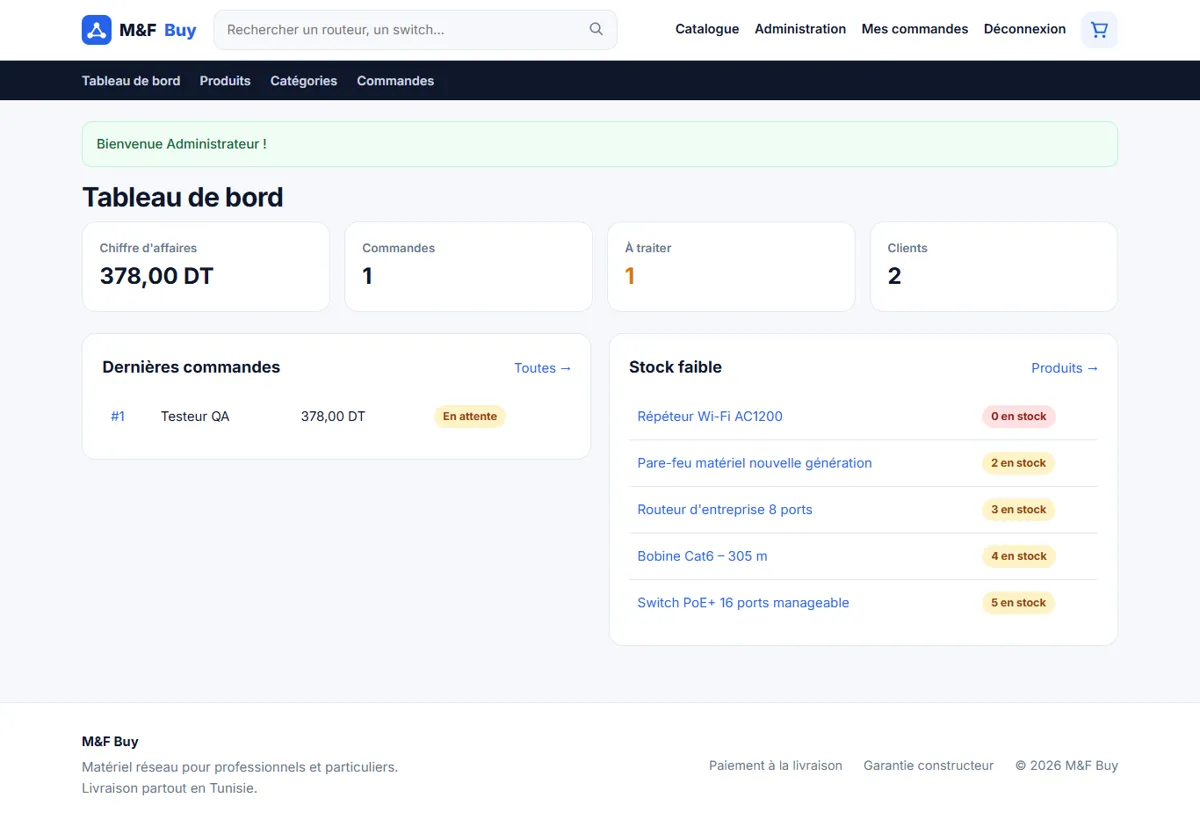 M&F Buy
Rechercher un routeur, un switch...
Catalogue Administration Mes commandes Déconnexion
Tableau de bord Produits Catégories Commandes
Bienvenue Administrateur !
Tableau de bord
Chiffre d'affaires
378,00 DT
Commandes
1
À traiter
1
Clients
2
Dernières commandes Toutes →
#1 Testeur QA 378,00 DT En attente
Stock faible Produits →
Répéteur Wi-Fi AC1200 0 en stock
Pare-feu matériel nouvelle génération 2 en stock
Routeur d'entreprise 8 ports 3 en stock
Bobine Cat6 – 305 m 4 en stock
Switch PoE+ 16 ports manageable 5 en stock
M&F Buy
Matériel réseau pour professionnels et particuliers.
Livraison partout en Tunisie.
Paiement à la livraison Garantie constructeur © 2026 M&F Buy